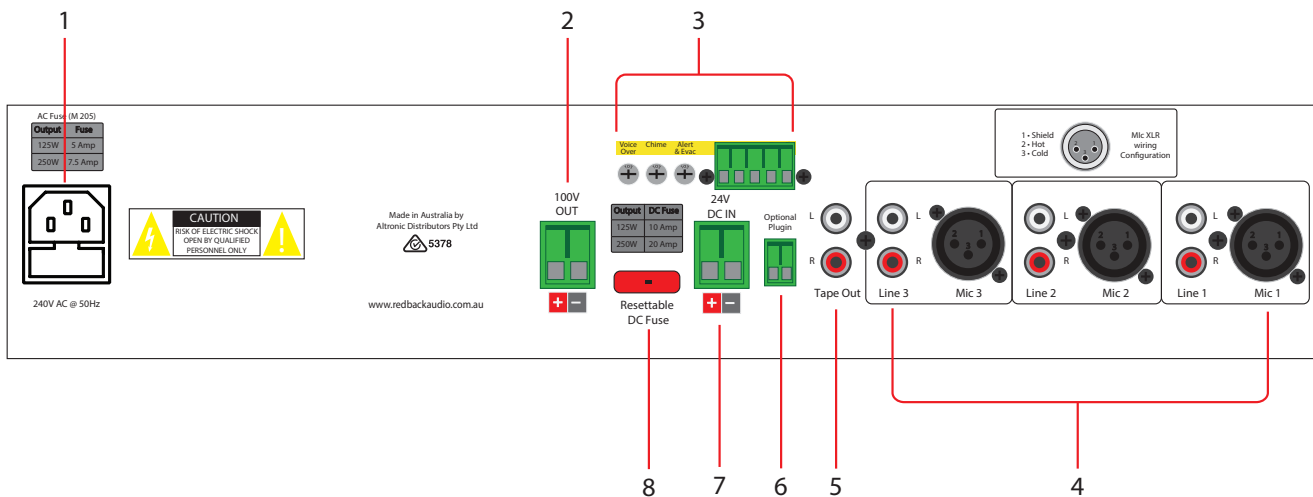 1
2
3
AC Fuse (M 205)
Output Fuse
125W 5 Amp
250W 7.5 Amp
240V AC @ 50Hz
CAUTION
RISK OF ELECTRIC SHOCK
OPEN BY QUALIFIED
PERSONNEL ONLY
Made in Australia by
Altronic Distributors Pty Ltd
5378
www.redbackaudio.com.au
100V
OUT
+ −
Voice
Over
Chime
Alert
& Evac
Output DC Fuse
125W 10 Amp
250W 20 Amp
Resettable
DC Fuse
24V
DC IN
+ −
Optional
Plugin
L
R
Tape Out
L
R
Line 3
2 1
3
Mic 3
L
R
Line 2
2 1
3
Mic 2
L
R
Line 1
2 1
3
Mic 1
1 • Shield
2 • Hot
3 • Cold
2 1
3
MIc XLR
wiring
Configuration
8
7
6
5
4